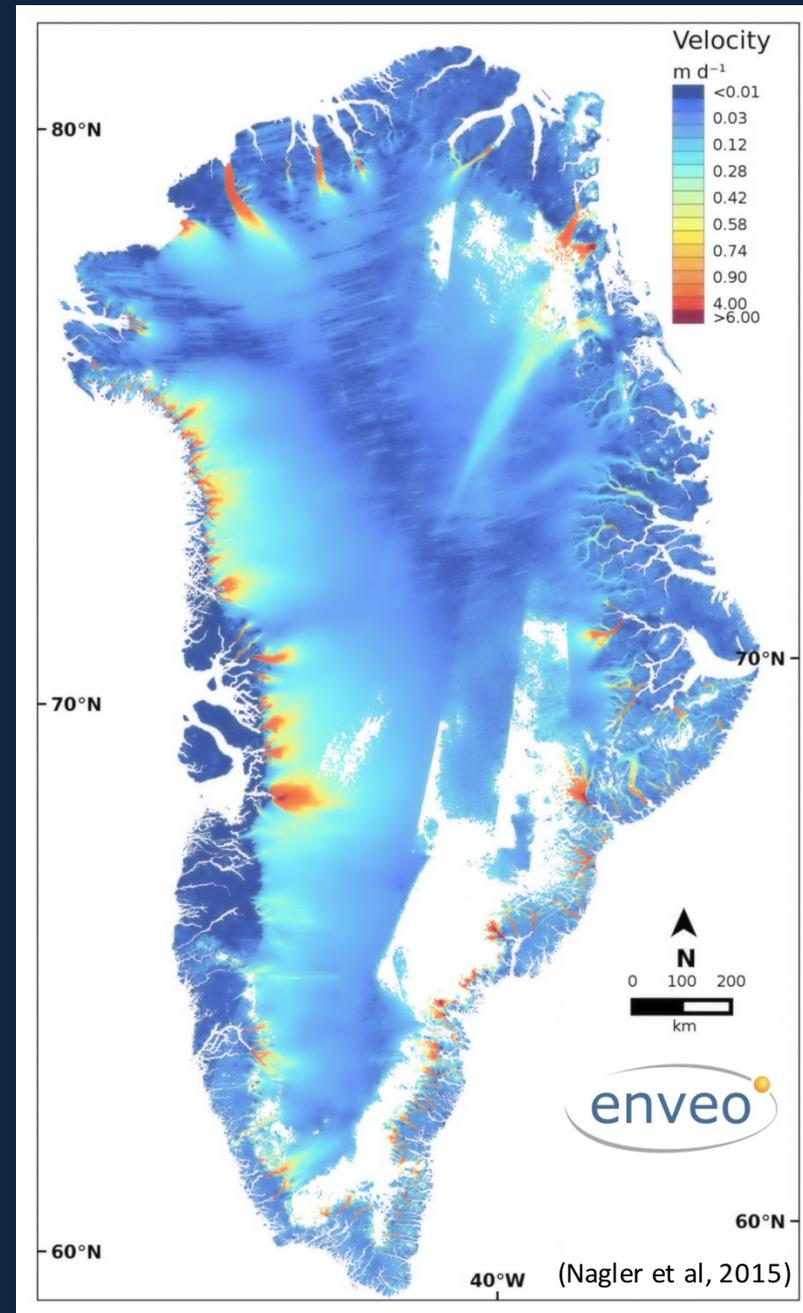 Velocity
m d⁻¹
<0.01
0.03
0.12
0.28
0.42
0.58
0.74
0.90
4.00
>6.00
80°N
70°N
70°N
N
0 100 200
km
enveo
60°N
60°N
40°W
(Nagler et al, 2015)